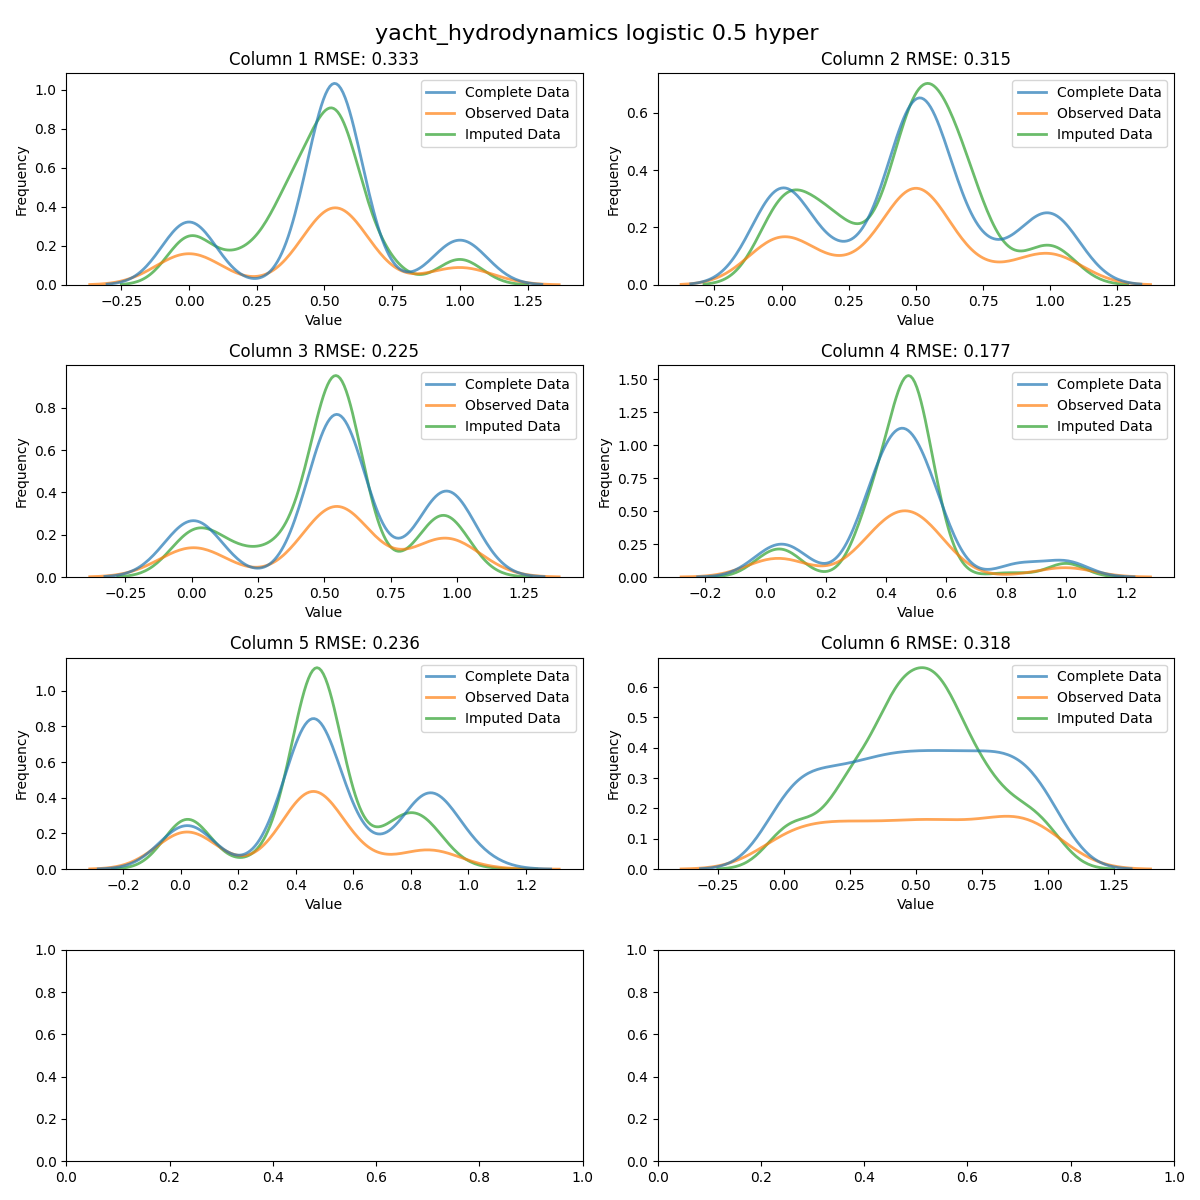 yacht_hydrodynamics logistic 0.5 hyper
Column 1 RMSE: 0.333
Frequency
1.0
0.8
0.6
0.4
0.2
0.0
Complete Data
Observed Data
Imputed Data
−0.25 0.00 0.25 0.50 0.75 1.00 1.25
Value
Column 2 RMSE: 0.315
Frequency
0.6
0.4
0.2
0.0
Complete Data
Observed Data
Imputed Data
−0.25 0.00 0.25 0.50 0.75 1.00 1.25
Value
Column 3 RMSE: 0.225
Frequency
0.8
0.6
0.4
0.2
0.0
Complete Data
Observed Data
Imputed Data
−0.25 0.00 0.25 0.50 0.75 1.00 1.25
Value
Column 4 RMSE: 0.177
Frequency
1.50
1.25
1.00
0.75
0.50
0.25
0.00
Complete Data
Observed Data
Imputed Data
−0.2 0.0 0.2 0.4 0.6 0.8 1.0 1.2
Value
Column 5 RMSE: 0.236
Frequency
1.0
0.8
0.6
0.4
0.2
0.0
Complete Data
Observed Data
Imputed Data
−0.2 0.0 0.2 0.4 0.6 0.8 1.0 1.2
Value
Column 6 RMSE: 0.318
Frequency
0.6
0.5
0.4
0.3
0.2
0.1
0.0
Complete Data
Observed Data
Imputed Data
−0.25 0.00 0.25 0.50 0.75 1.00 1.25
Value
1.0
0.8
0.6
0.4
0.2
0.0
0.0 0.2 0.4 0.6 0.8 1.0
1.0
0.8
0.6
0.4
0.2
0.0
0.0 0.2 0.4 0.6 0.8 1.0